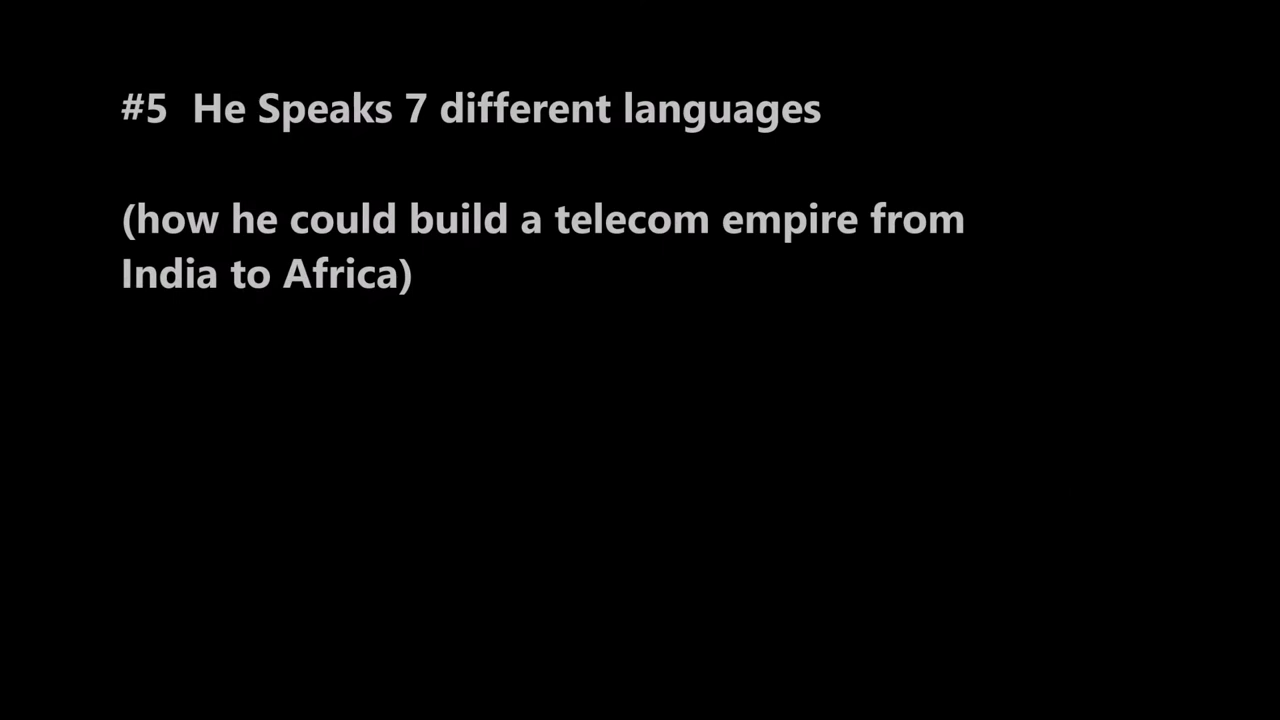 #5  He Speaks 7 different languages
(how he could build a telecom empire from
India to Africa)